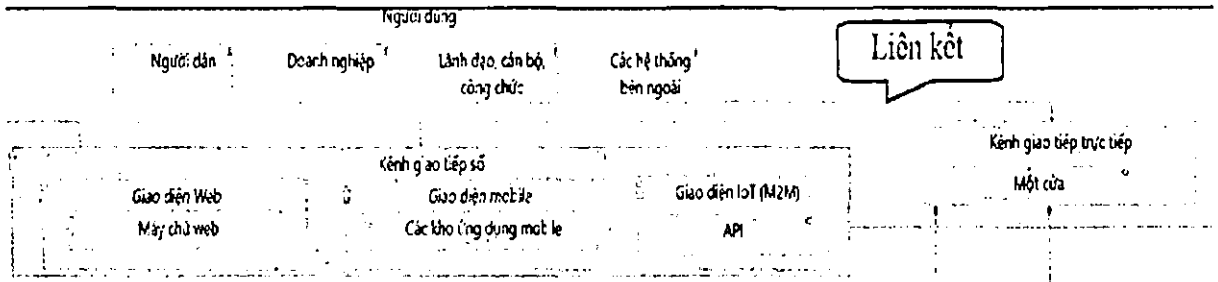 Người dùng
Người dân
Doanh nghiệp
Lãnh đạo, cán bộ,
công chức
Các hệ thống
bên ngoài
Liên kết
Kênh giao tiếp trực tiếp
Một cửa
Kênh giao tiếp số
Giao diện Web
Máy chủ web
Giao diện mobile
Các kho ứng dụng mobile
Giao diện IoT (M2M)
API